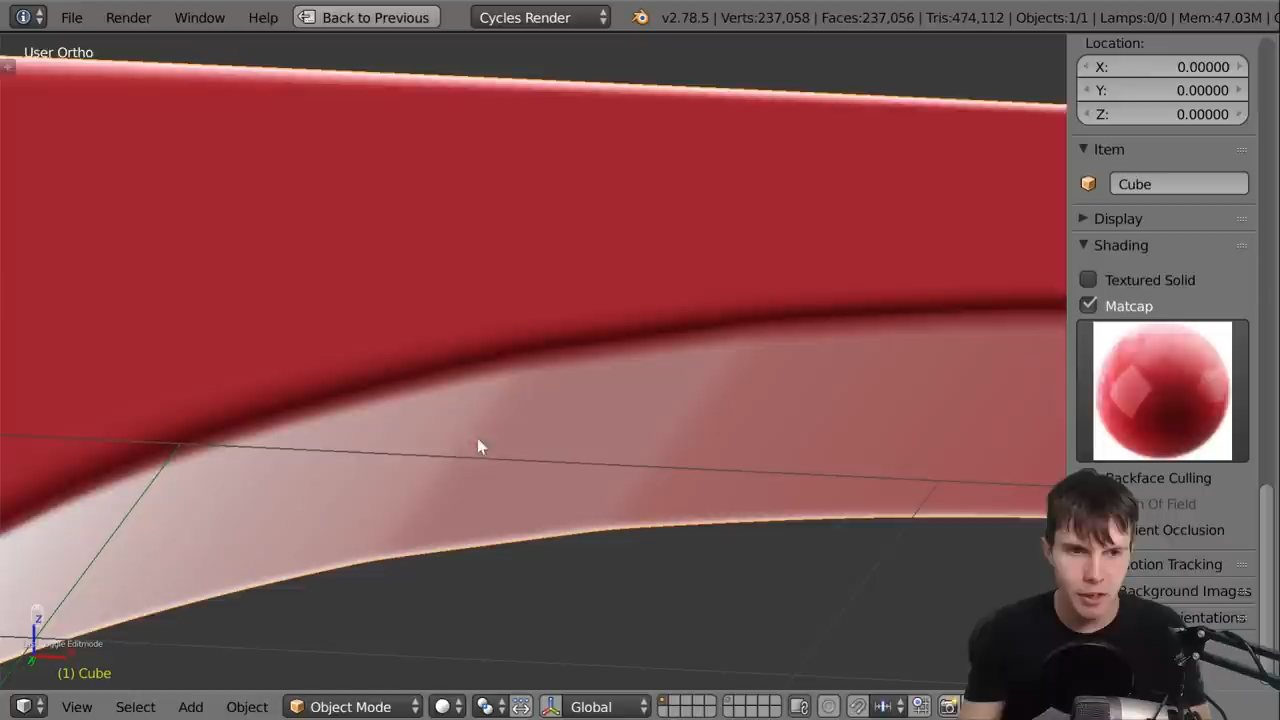 File Render Window Help Back to Previous Cycles Render v2.78.5 | Verts:237,058 | Faces:237,056 | Tris:474,112 | Objects:1/1 | Lamps:0/0 | Mem:47.03M |
User Ortho
Location:
X: 0.00000
Y: 0.00000
Z: 0.00000
Item
Cube
Display
Shading
Textured Solid
Matcap
Backface Culling
Of Field
Occlusion
Tracking
Background Images
z
Editmode
(1) Cube
View Select Add Object Object Mode Global